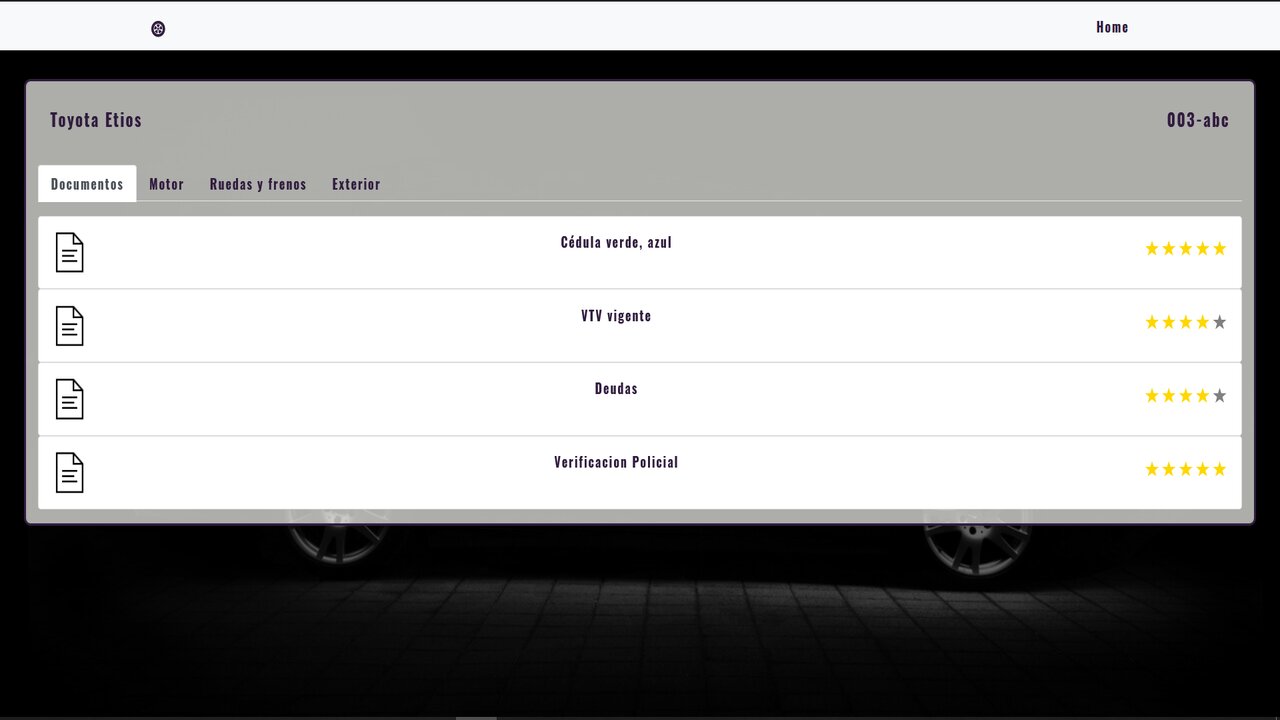 Home
Toyota Etios
003-abc
Documentos
Motor
Ruedas y frenos
Exterior
Cédula verde, azul
VTV vigente
Deudas
Verificacion Policial